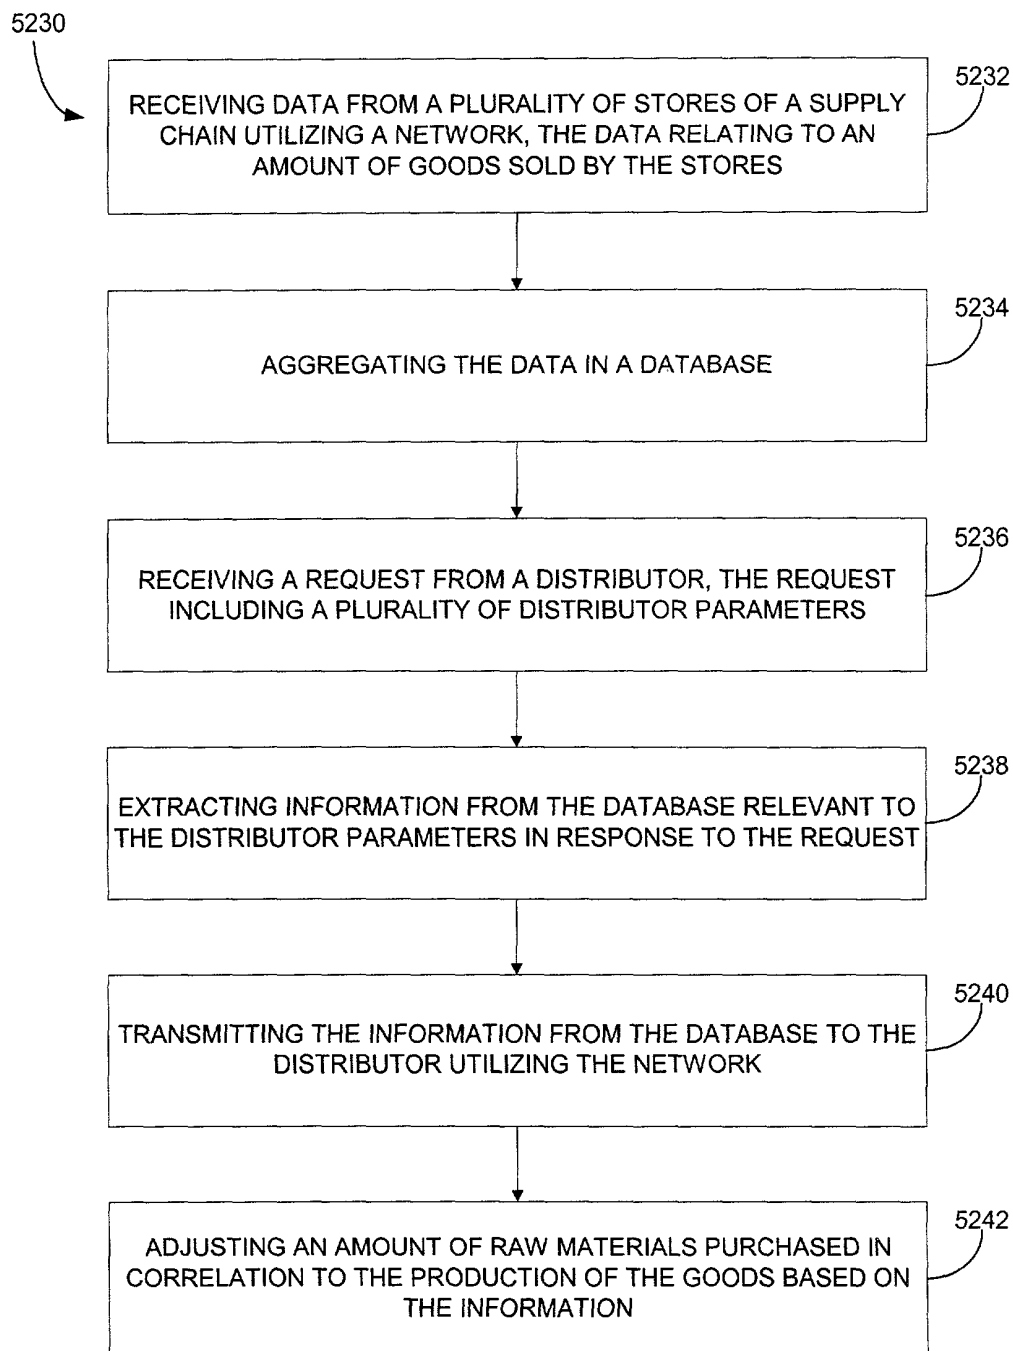 5230
5232
RECEIVING DATA FROM A PLURALITY OF STORES OF A SUPPLY
CHAIN UTILIZING A NETWORK, THE DATA RELATING TO AN
AMOUNT OF GOODS SOLD BY THE STORES
5234
AGGREGATING THE DATA IN A DATABASE
5236
RECEIVING A REQUEST FROM A DISTRIBUTOR, THE REQUEST
INCLUDING A PLURALITY OF DISTRIBUTOR PARAMETERS
5238
EXTRACTING INFORMATION FROM THE DATABASE RELEVANT TO
THE DISTRIBUTOR PARAMETERS IN RESPONSE TO THE REQUEST
5240
TRANSMITTING THE INFORMATION FROM THE DATABASE TO THE
DISTRIBUTOR UTILIZING THE NETWORK
5242
ADJUSTING AN AMOUNT OF RAW MATERIALS PURCHASED IN
CORRELATION TO THE PRODUCTION OF THE GOODS BASED ON
THE INFORMATION